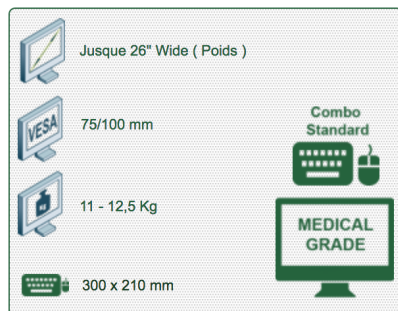 Jusque 26" Wide ( Poids )
VESA
75/100 mm
KG
11 - 12,5 Kg
300 x 210 mm
Combo
Standard
MEDICAL
GRADE